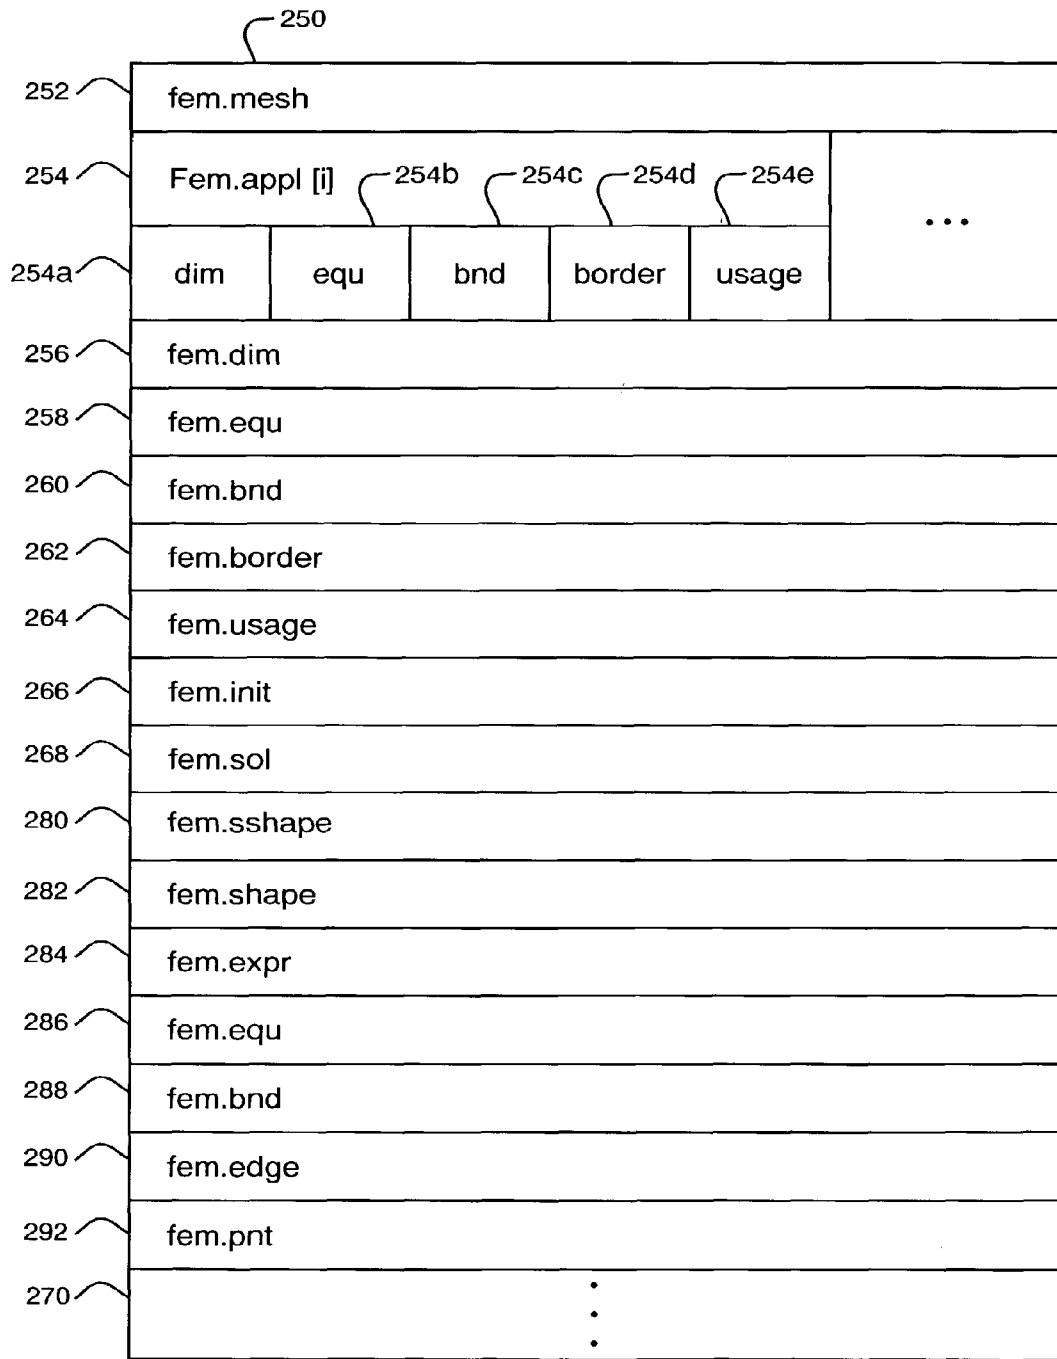 250
252 fem.mesh
254 Fem.appl [i] 254b 254c 254d 254e
...
254a dim equ bnd border usage
256 fem.dim
258 fem.equ
260 fem.bnd
262 fem.border
264 fem.usage
266 fem.init
268 fem.sol
280 fem.sshape
282 fem.shape
284 fem.expr
286 fem.equ
288 fem.bnd
290 fem.edge
292 fem.pnt
270